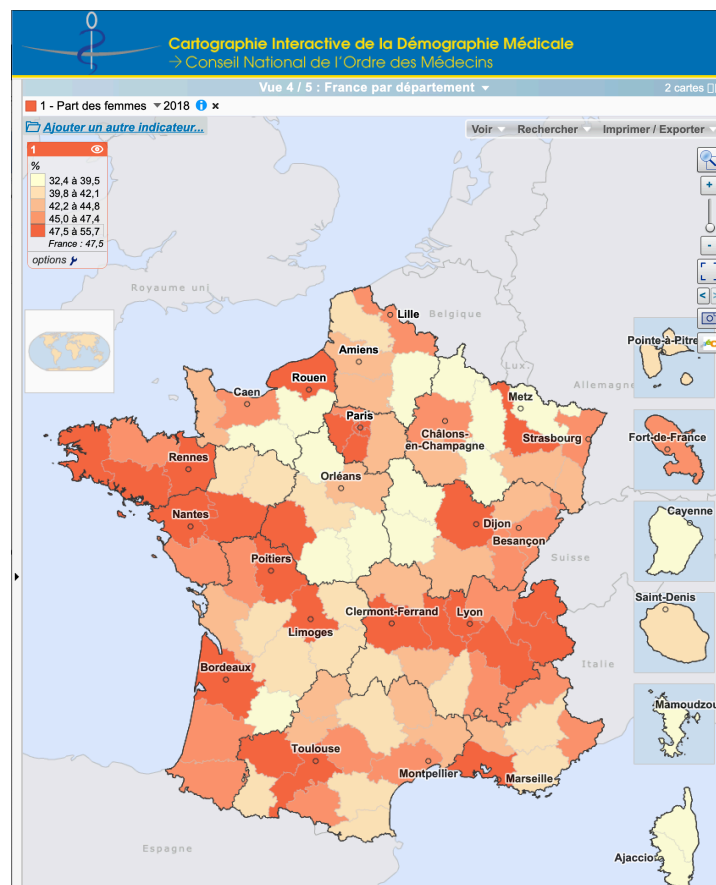 Cartographie Interactive de la Démographie Médicale
→ Conseil National de l'Ordre des Médecins
Vue 4 / 5 : France par département
2 cartes
1 - Part des femmes 2018 i ×
Ajouter un autre indicateur...
Voir Rechercher Imprimer / Exporter
1
%
32,4 à 39,5
39,8 à 42,1
42,2 à 44,8
45,0 à 47,4
47,5 à 55,7
France : 47,5
options
+
-
<
Royaume uni
Belgique
Lux.
Allemagne
Suisse
Italie
Espagne
Lille
Amiens
Rouen
Caen
Paris
Metz
Châlons-
en-Champagne
Strasbourg
Rennes
Orléans
Nantes
Dijon
Besançon
Poitiers
Limoges
Clermont-Ferrand
Lyon
Bordeaux
Toulouse
Montpellier
Marseille
Pointe-à-Pitre
Fort-de-France
Cayenne
Saint-Denis
Mamoudzou
Ajaccio